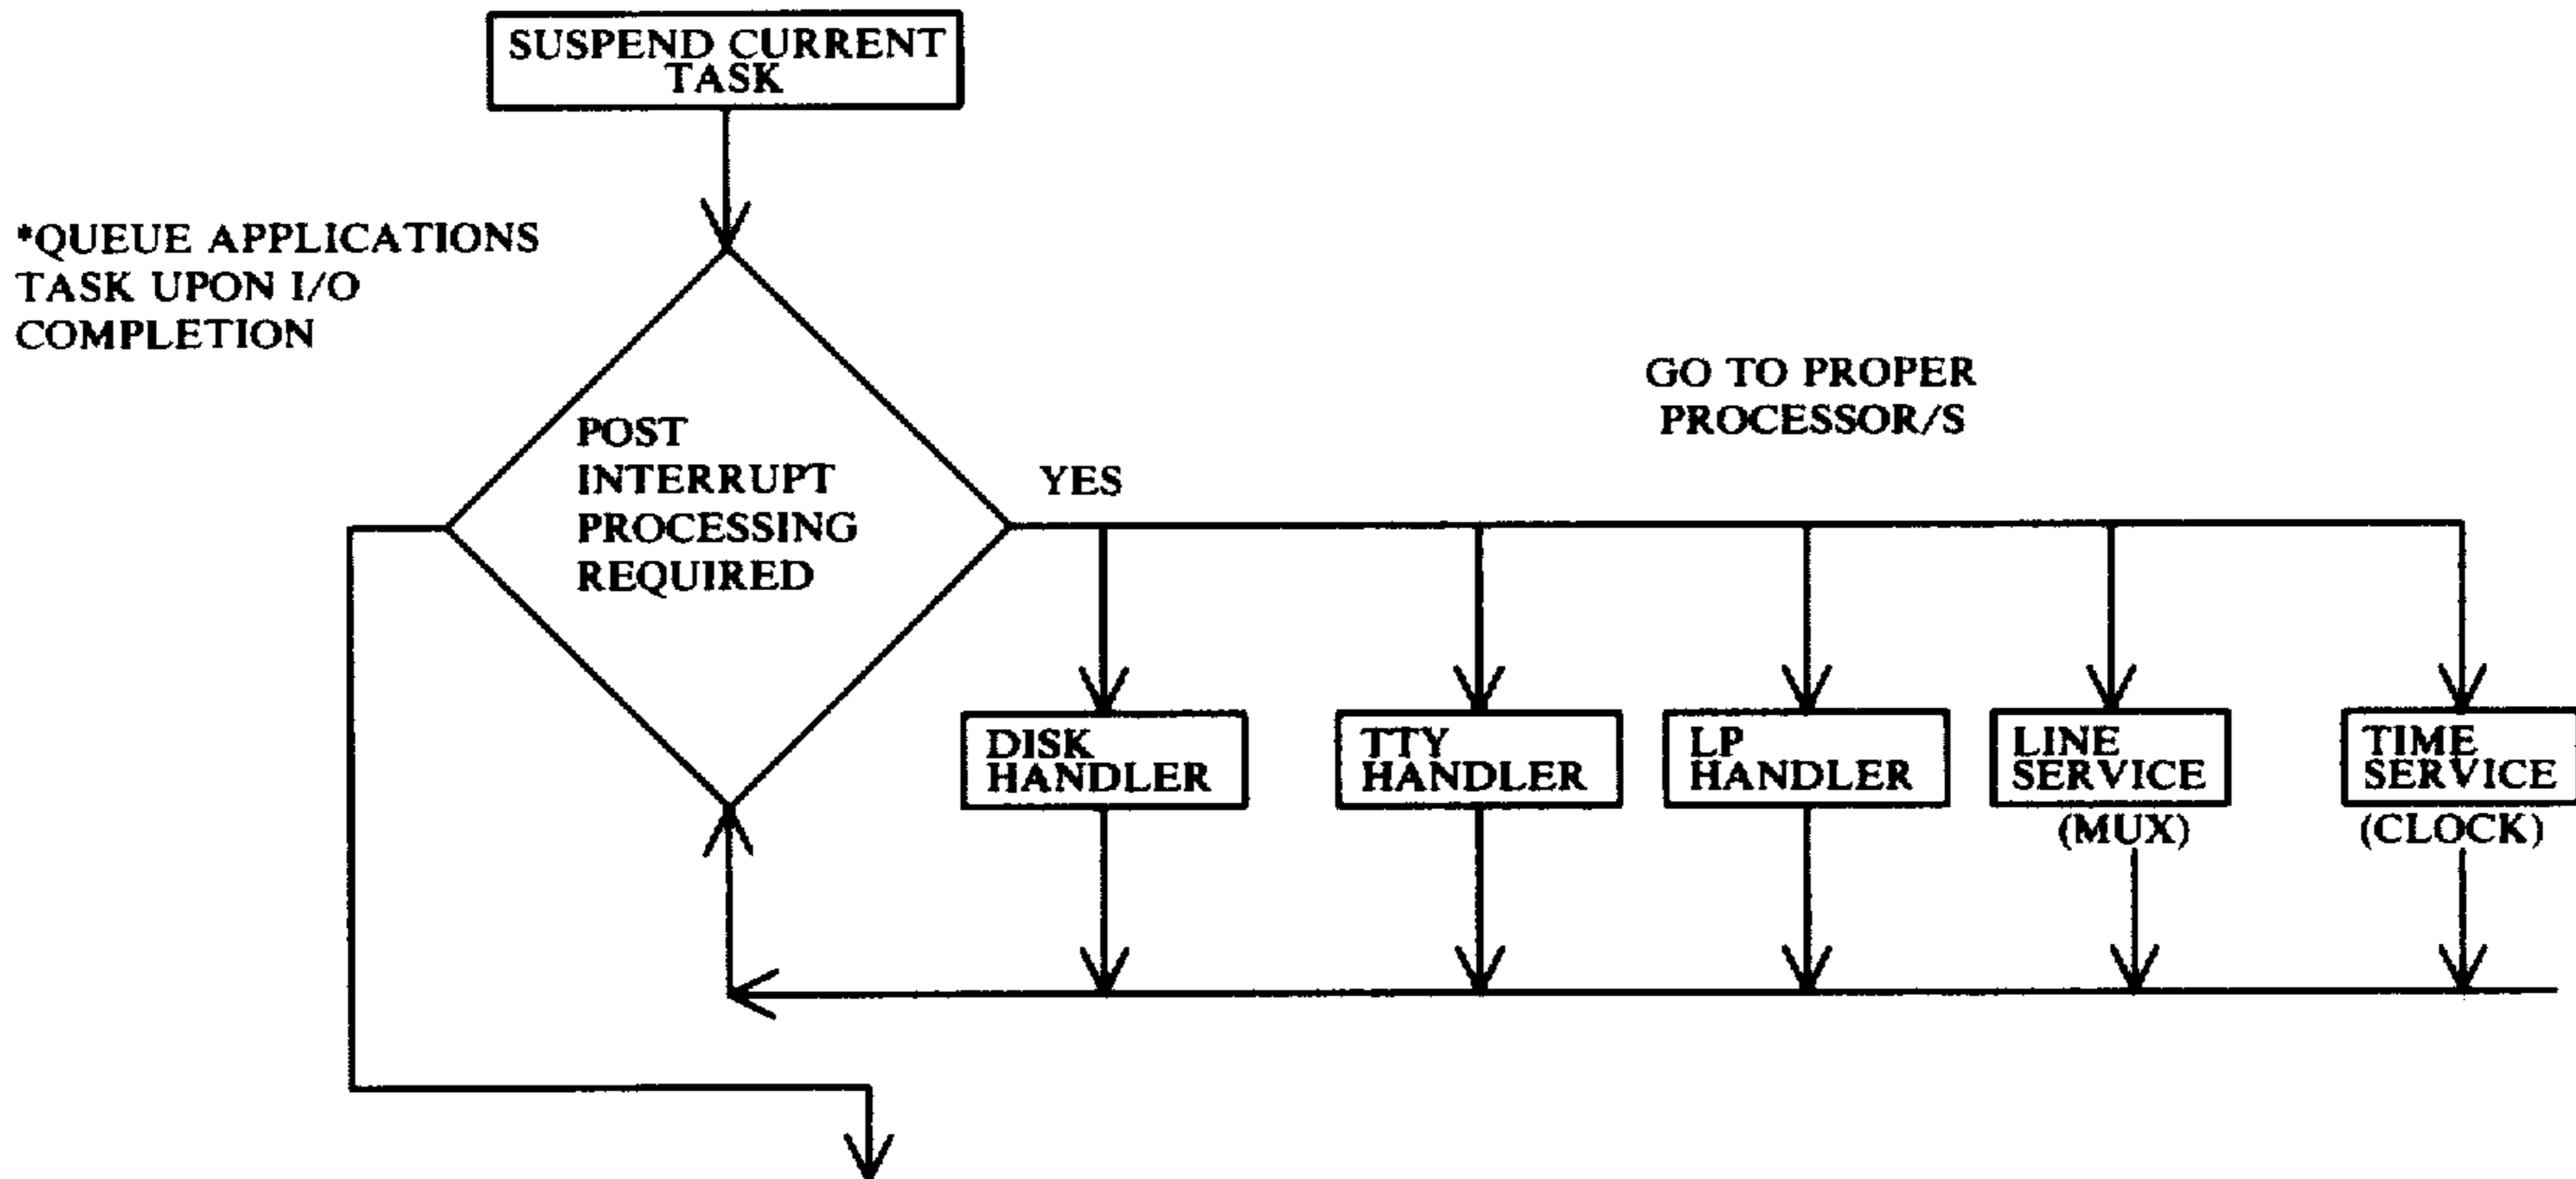 SUSPEND CURRENT
TASK
*QUEUE APPLICATIONS
TASK UPON I/O
COMPLETION
POST
INTERRUPT
PROCESSING
REQUIRED
YES
GO TO PROPER
PROCESSOR/S
DISK
HANDLER
TTY
HANDLER
LP
HANDLER
LINE
SERVICE
(MUX)
TIME
SERVICE
(CLOCK)